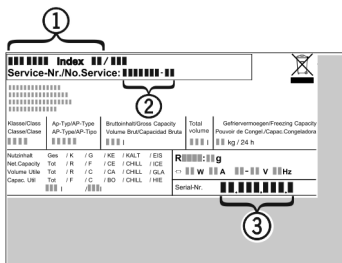 1
Index /
Service-Nr./No.Service: -
2
Klasse/Class Ap-Typ/AP-Type Bruttoinhalt/Gross Capacity Total Gefriervermoegen/Freezing Capacity
Classe/Clase AP-Type/AP-Tipo Volume Brut/Capacidad Bruta volume Pouvoir de Congel./Capac.Congeladora
l l kg / 24 h
Nutzinhalt Ges / K / G / KE / KALT / EIS
Net.Capacity Tot / R / F / CE / CHILL / ICE
Volume Utile Tot / F / C / CA / CHILL / GLA
Capac. Util Tot / F / C / BO / CHILL / HIE
l / l
R : g
W A - V Hz
Serial-Nr. . . .
3